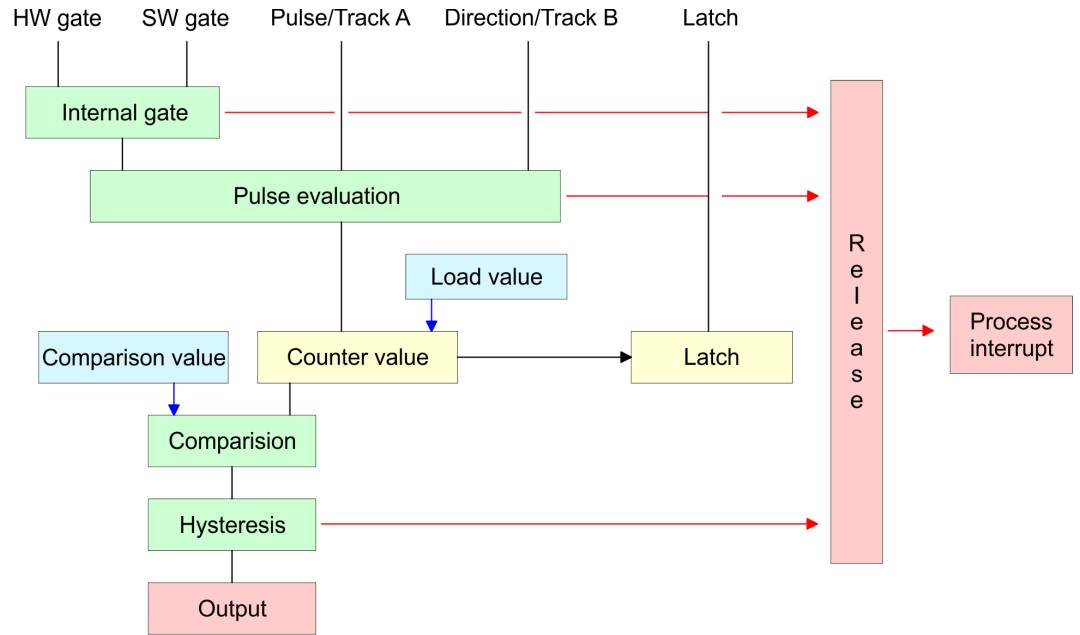 HW gate
SW gate
Pulse/Track A
Direction/Track B
Latch
Internal gate
Pulse evaluation
Load value
Comparison value
Counter value
Latch
Release
Process
interrupt
Comparision
Hysteresis
Output